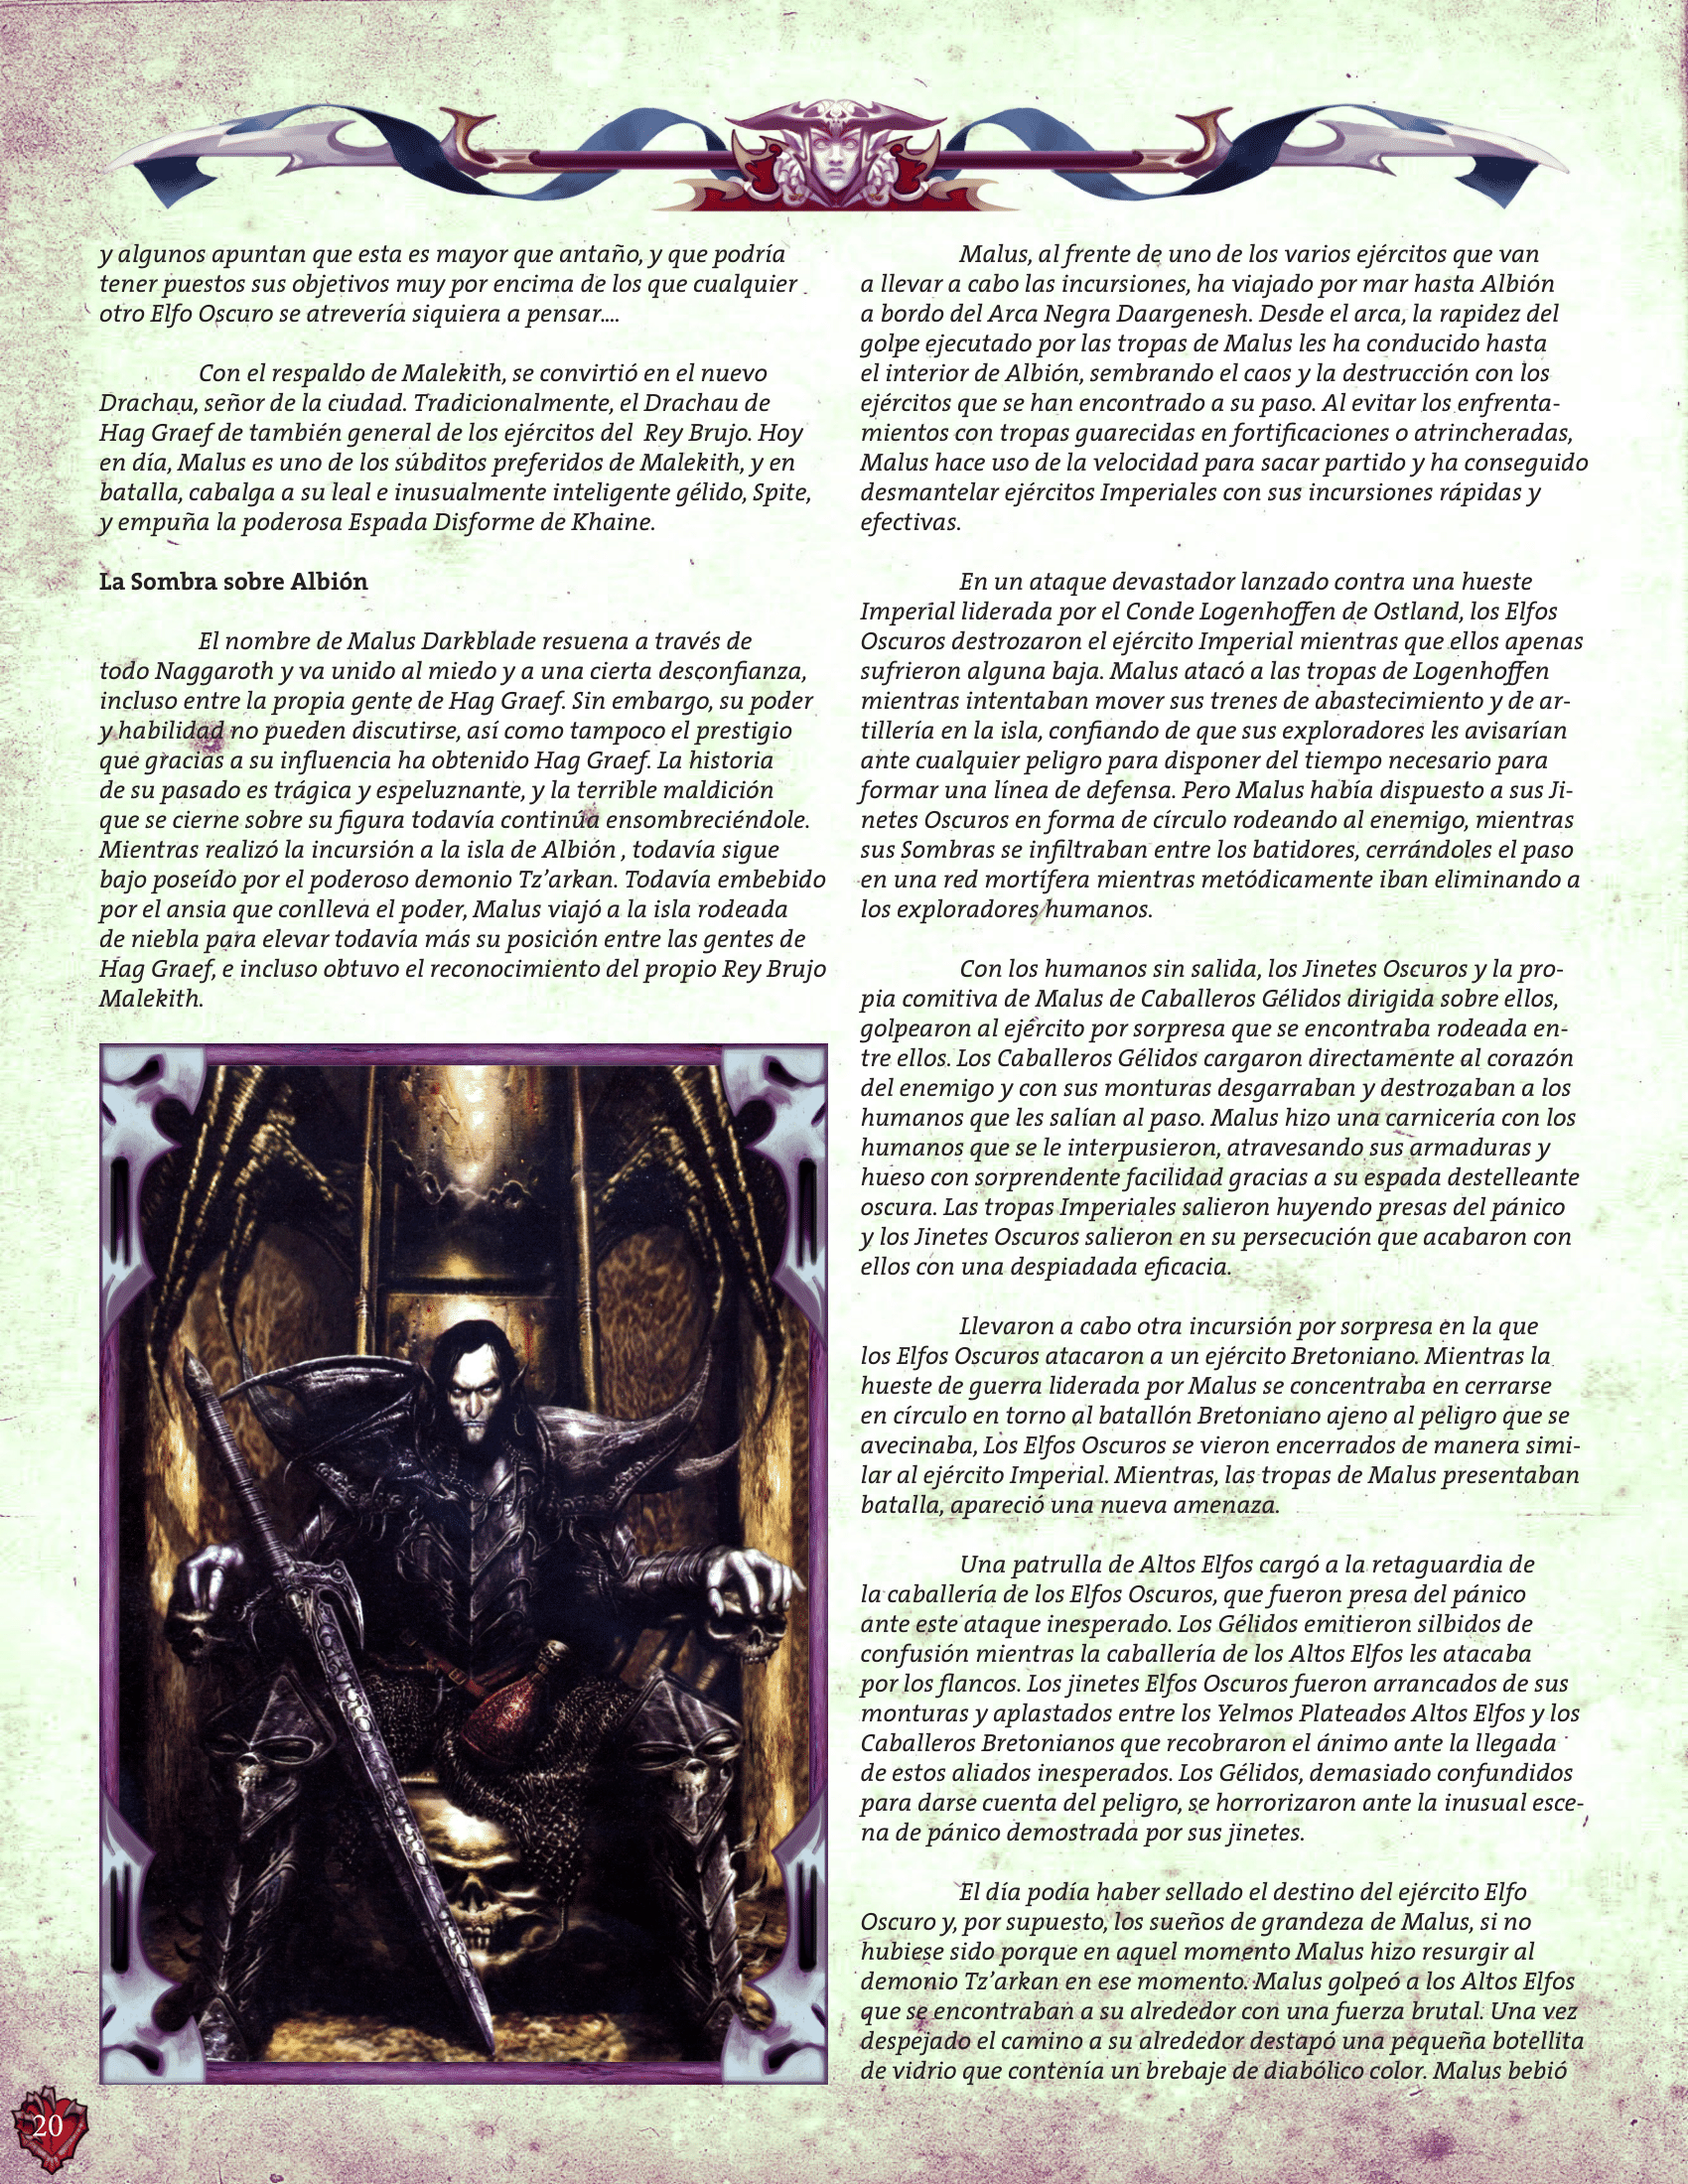 y algunos apuntan que esta es mayor que antaño, y que podría
tener puestos sus objetivos muy por encima de los que cualquier
otro Elfo Oscuro se atrevería siquiera a pensar....
Con el respaldo de Malekith, se convirtió en el nuevo
Drachau, señor de la ciudad. Tradicionalmente, el Drachau de
Hag Graef de también general de los ejércitos del Rey Brujo. Hoy
en día, Malus es uno de los súbditos preferidos de Malekith, y en
batalla, cabalga a su leal e inusualmente inteligente gélido, Spite,
y empuña la poderosa Espada Disforme de Khaine.
La Sombra sobre Albión
El nombre de Malus Darkblade resuena a través de
todo Naggaroth y va unido al miedo y a una cierta desconfianza,
incluso entre la propia gente de Hag Graef. Sin embargo, su poder
y habilidad no pueden discutirse, así como tampoco el prestigio
que gracias a su influencia ha obtenido Hag Graef. La historia
de su pasado es trágica y espeluznante, y la terrible maldición
que se cierne sobre su figura todavía continúa ensombreciéndole.
Mientras realizó la incursión a la isla de Albión , todavía sigue
bajo poseído por el poderoso demonio Tz’arkan. Todavía embebido
por el ansia que conlleva el poder, Malus viajó a la isla rodeada
de niebla para elevar todavía más su posición entre las gentes de
Hag Graef, e incluso obtuvo el reconocimiento del propio Rey Brujo
Malekith.
Malus, al frente de uno de los varios ejércitos que van
a llevar a cabo las incursiones, ha viajado por mar hasta Albión
a bordo del Arca Negra Daargenesh. Desde el arca, la rapidez del
golpe ejecutado por las tropas de Malus les ha conducido hasta
el interior de Albión, sembrando el caos y la destrucción con los
ejércitos que se han encontrado a su paso. Al evitar los enfrenta-
mientos con tropas guarecidas en fortificaciones o atrincheradas,
Malus hace uso de la velocidad para sacar partido y ha conseguido
desmantelar ejércitos Imperiales con sus incursiones rápidas y
efectivas.
En un ataque devastador lanzado contra una hueste
Imperial liderada por el Conde Logenhoffen de Ostland, los Elfos
Oscuros destrozaron el ejército Imperial mientras que ellos apenas
sufrieron alguna baja. Malus atacó a las tropas de Logenhoffen
mientras intentaban mover sus trenes de abastecimiento y de ar-
tillería en la isla, confiando de que sus exploradores les avisarían
ante cualquier peligro para disponer del tiempo necesario para
formar una línea de defensa. Pero Malus había dispuesto a sus Ji-
netes Oscuros en forma de círculo rodeando al enemigo, mientras
sus Sombras se infiltraban entre los batidores, cerrándoles el paso
en una red mortífera mientras metódicamente iban eliminando a
los exploradores humanos.
Con los humanos sin salida, los Jinetes Oscuros y la pro-
pia comitiva de Malus de Caballeros Gélidos dirigida sobre ellos,
golpearon al ejército por sorpresa que se encontraba rodeada en-
tre ellos. Los Caballeros Gélidos cargaron directamente al corazón
del enemigo y con sus monturas desgarraban y destrozaban a los
humanos que les salían al paso. Malus hizo una carnicería con los
humanos que se le interpusieron, atravesando sus armaduras y
hueso con sorprendente facilidad gracias a su espada destelleante
oscura. Las tropas Imperiales salieron huyendo presas del pánico
y los Jinetes Oscuros salieron en su persecución que acabaron con
ellos con una despiadada eficacia.
Llevaron a cabo otra incursión por sorpresa en la que
los Elfos Oscuros atacaron a un ejército Bretoniano. Mientras la
hueste de guerra liderada por Malus se concentraba en cerrarse
en círculo en torno al batallón Bretoniano ajeno al peligro que se
avecinaba, Los Elfos Oscuros se vieron encerrados de manera simi-
lar al ejército Imperial. Mientras, las tropas de Malus presentaban
batalla, apareció una nueva amenaza.
Una patrulla de Altos Elfos cargó a la retaguardia de
la caballería de los Elfos Oscuros, que fueron presa del pánico
ante este ataque inesperado. Los Gélidos emitieron silbidos de
confusión mientras la caballería de los Altos Elfos les atacaba
por los flancos. Los jinetes Elfos Oscuros fueron arrancados de sus
monturas y aplastados entre los Yelmos Plateados Altos Elfos y los
Caballeros Bretonianos que recobraron el ánimo ante la llegada
de estos aliados inesperados. Los Gélidos, demasiado confundidos
para darse cuenta del peligro, se horrorizaron ante la inusual esce-
na de pánico demostrada por sus jinetes.
El día podía haber sellado el destino del ejército Elfo
Oscuro y, por supuesto, los sueños de grandeza de Malus, si no
hubiese sido porque en aquel momento Malus hizo resurgir al
demonio Tz’arkan en ese momento. Malus golpeó a los Altos Elfos
que se encontraban a su alrededor con una fuerza brutal. Una vez
despejado el camino a su alrededor destapó una pequeña botellita
de vidrio que contenía un brebaje de diabólico color. Malus bebió
20